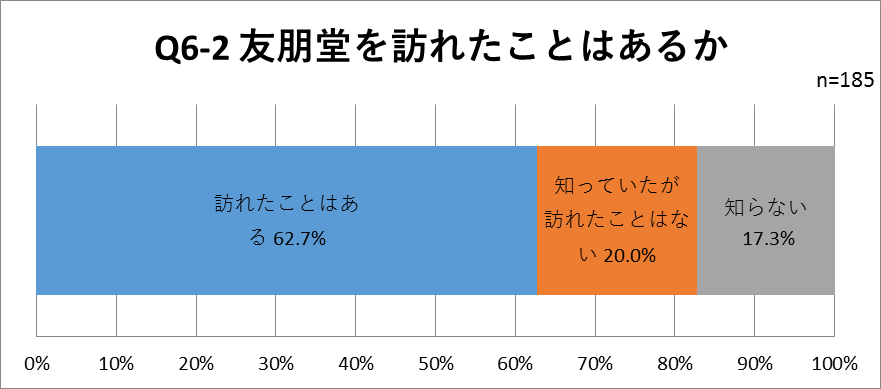 Q6-2 友朋堂を訪れたことはあるか
n=185
訪れたことはあ
る 62.7%
知っていたが
訪れたことはな
い 20.0%
知らない
17.3%
0% 10% 20% 30% 40% 50% 60% 70% 80% 90% 100%